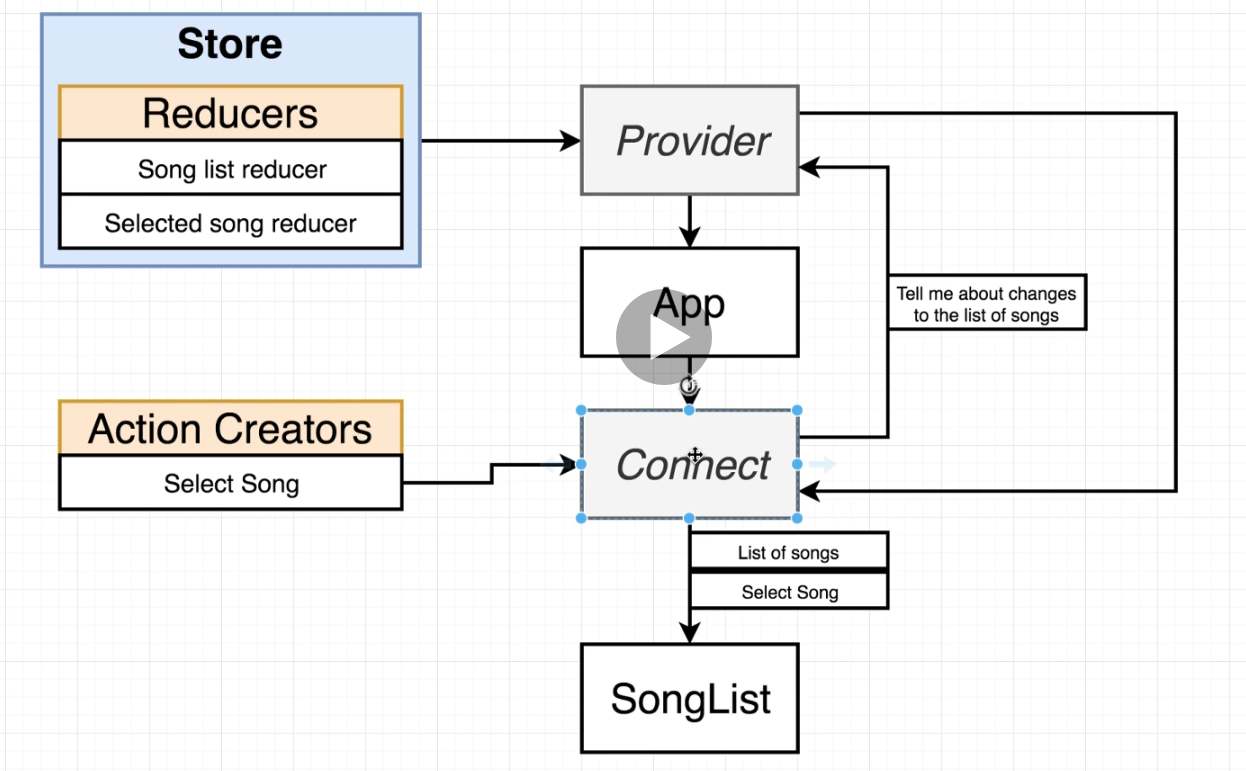 Store
Reducers
Song list reducer
Selected song reducer
Provider
App
Tell me about changes
to the list of songs
Action Creators
Select Song
Connect
List of songs
Select Song
SongList